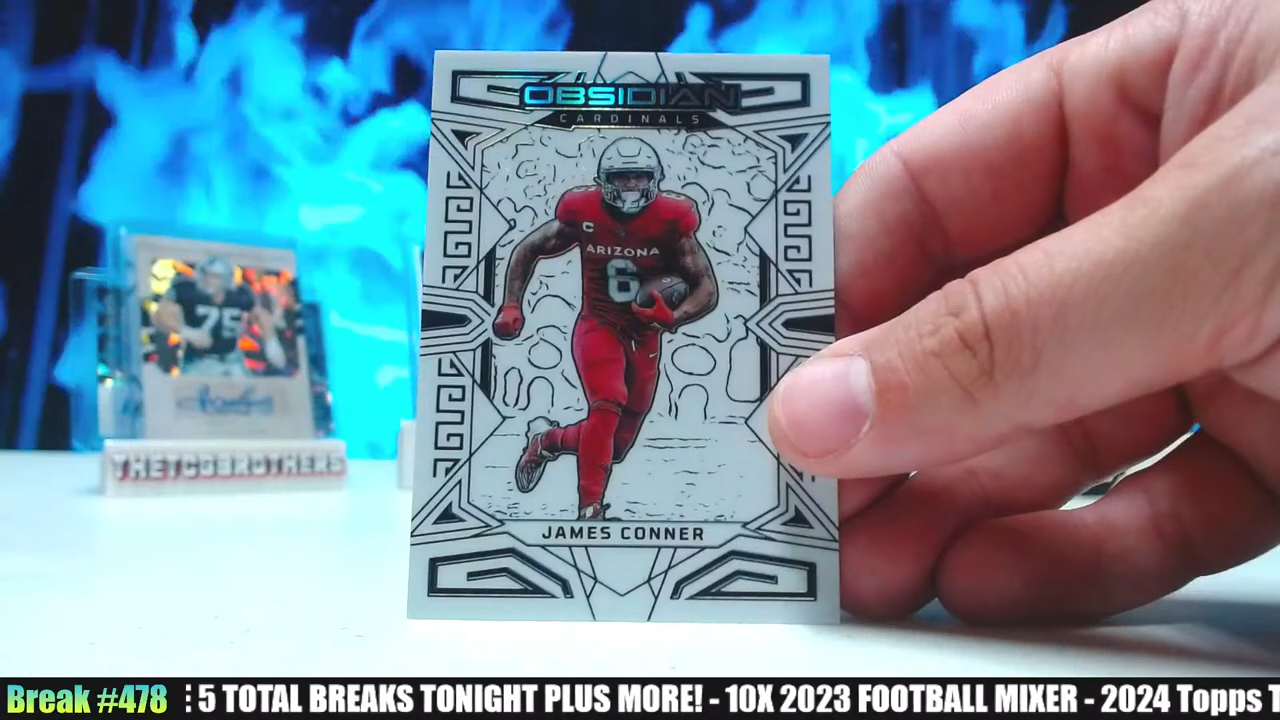 OBSIDIAN
CARDINALS
C
ARIZONA
6
75
THETCGBROTHERS
JAMES CONNER
Break #478
5 TOTAL BREAKS TONIGHT PLUS MORE! - 10X 2023 FOOTBALL MIXER - 2024 Topps T